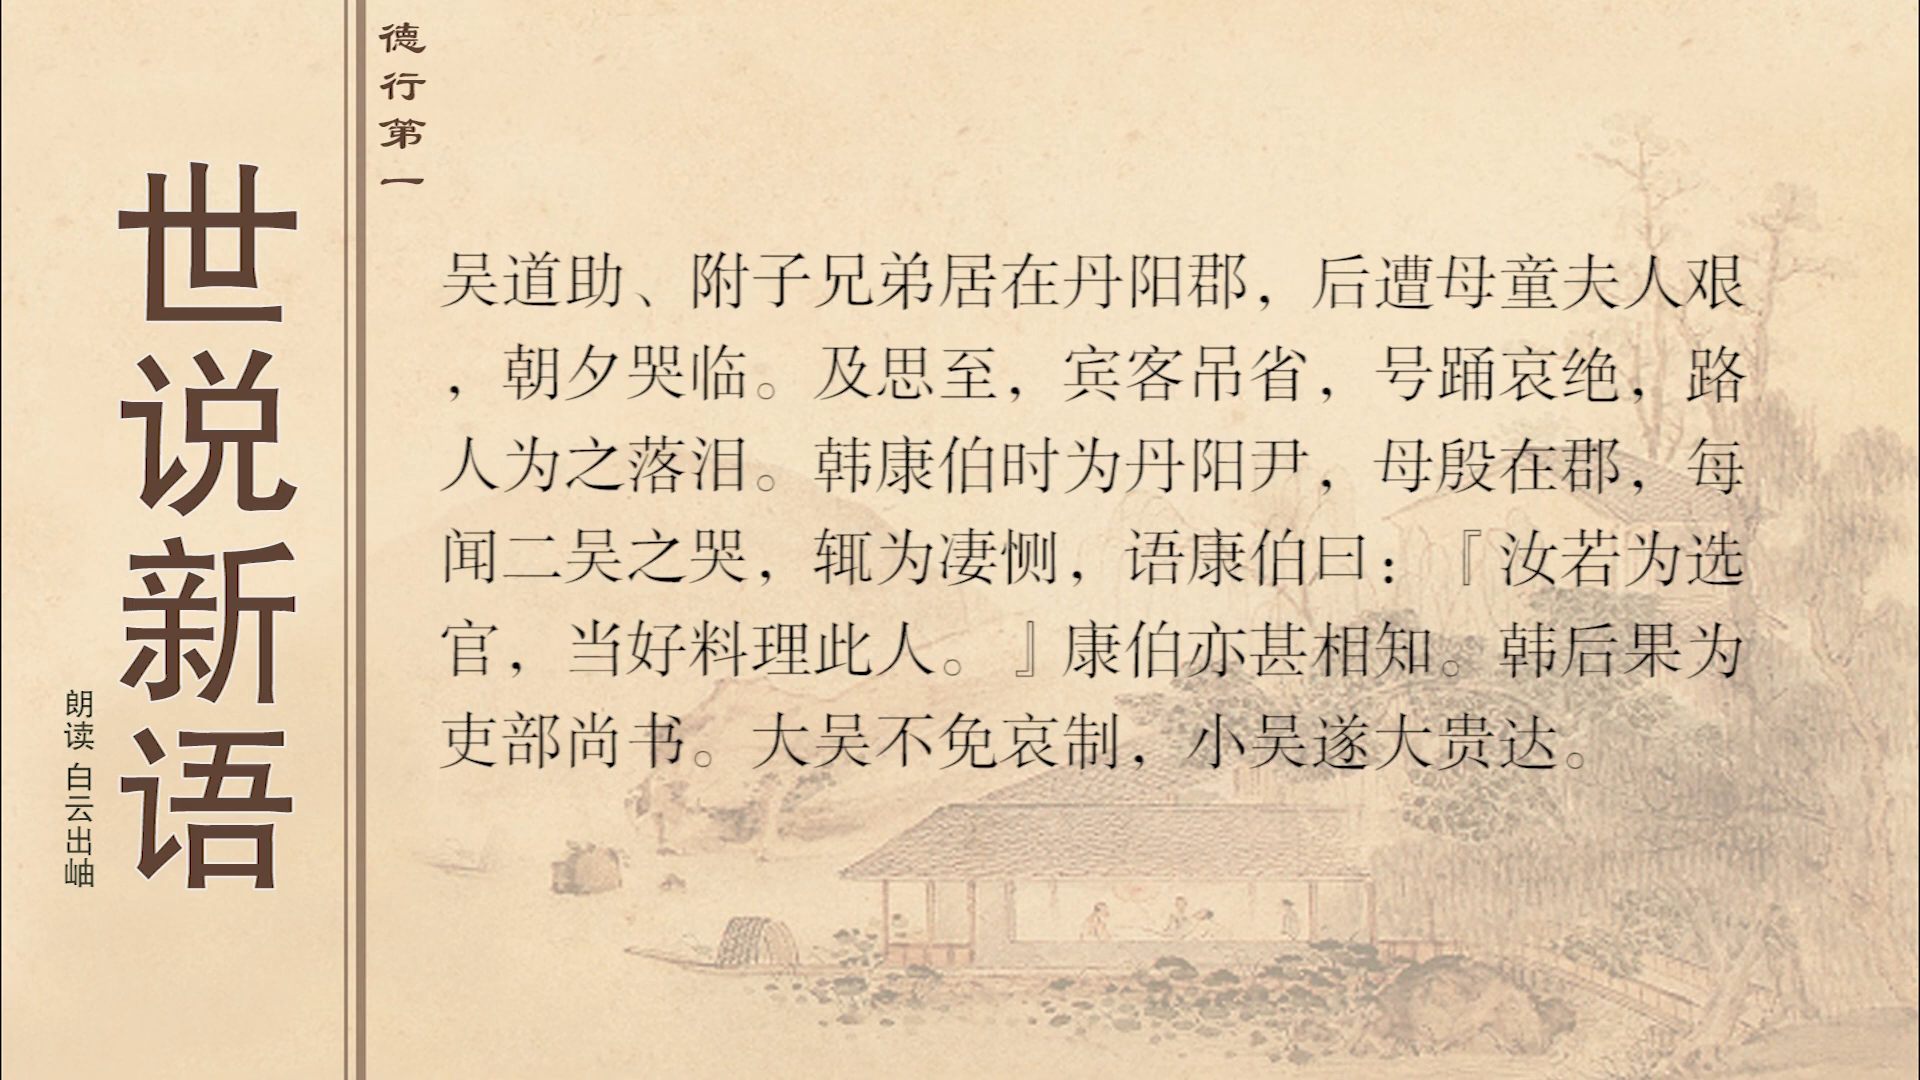 世说新语
朗读 白云出岫
德行第一
吴道助、附子兄弟居在丹阳郡，后遭母童夫人艰
，朝夕哭临。及思至，宾客吊省，号踊哀绝，路
人为之落泪。韩康伯时为丹阳尹，母殷在郡，每
闻二吴之哭，辄为凄恻，语康伯曰：『汝若为选
官，当好料理此人。』康伯亦甚相知。韩后果为
吏部尚书。大吴不免哀制，小吴遂大贵达。